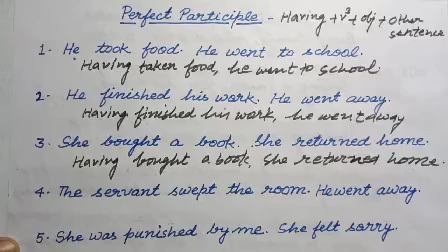 Perfect Participle - Having + v³ + obj + Other
sentence
1. He took food. He went to school.
Having taken food, he went to school
2. He finished his work. He went away.
Having finished his work, he went away
3. She bought a book. She returned home.
Having bought a book, She returned home.
4. The servant swept the room. He went away.
5. She was punished by me. She felt sorry.